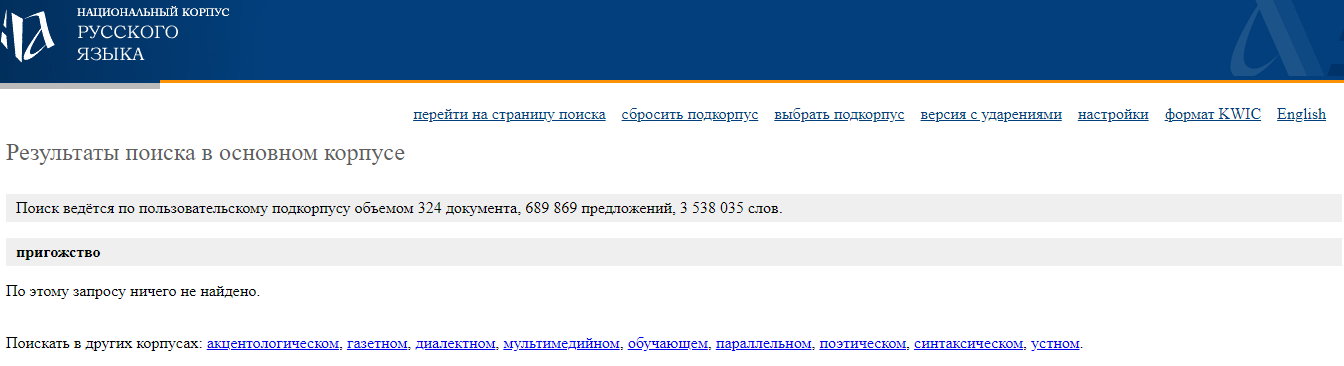 НАЦИОНАЛЬНЫЙ КОРПУС
РУССКОГО
ЯЗЫКА
перейти на страницу поиска сбросить подкорпус выбрать подкорпус версия с ударениями настройки формат KWIC English
Результаты поиска в основном корпусе
Поиск ведётся по пользовательскому подкорпусу объемом 324 документа, 689 869 предложений, 3 538 035 слов.
пригожство
По этому запросу ничего не найдено.
Поискать в других корпусах: акцентологическом, газетном, диалектном, мультимедийном, обучающем, параллельном, поэтическом, синтаксическом, устном.